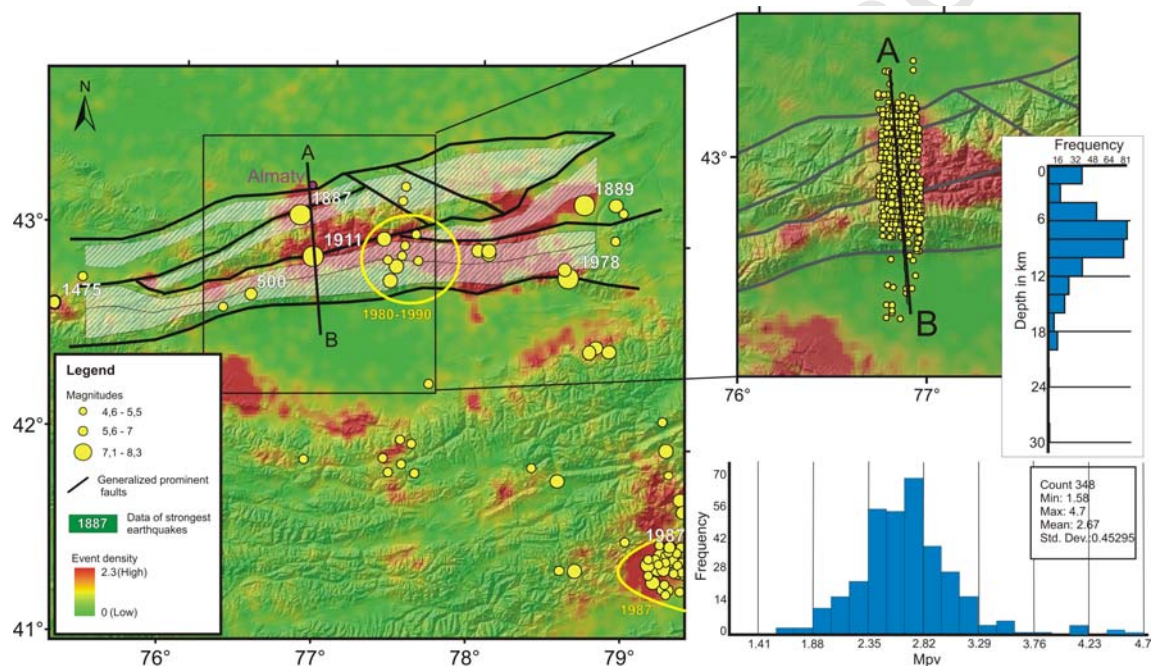 76
77
78
79
N
43°
42°
41°
76
77
78
79
A
Almaty
1887
1889
1911
1978
500
1475
1980-1990
B
1987
1987
Legend
Magnitudes
4,6 - 5,5
5,6 - 7
7,1 - 8,3
Generalized prominent
faults
1887
Data of strongest
earthquakes
Event density
2.3(High)
0 (Low)
A
43°
B
76°
77°
Frequency
16 32 48 64 81
0
6
12
18
24
30
Depth in km
70
56
42
28
14
0
Frequency
1.41 1.88 2.35 2.82 3.29 3.76 4.23 4.7
Mpv
Count 348
Min: 1.58
Max: 4.7
Mean: 2.67
Std. Dev.:0.45295